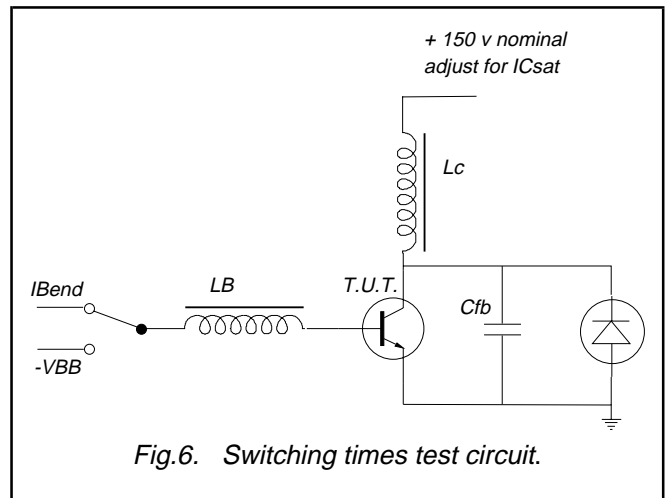 + 150 v nominal
adjust for ICsat
Lc
IBend
LB
T.U.T.
Cfb
-VBB
Fig.6. Switching times test circuit.